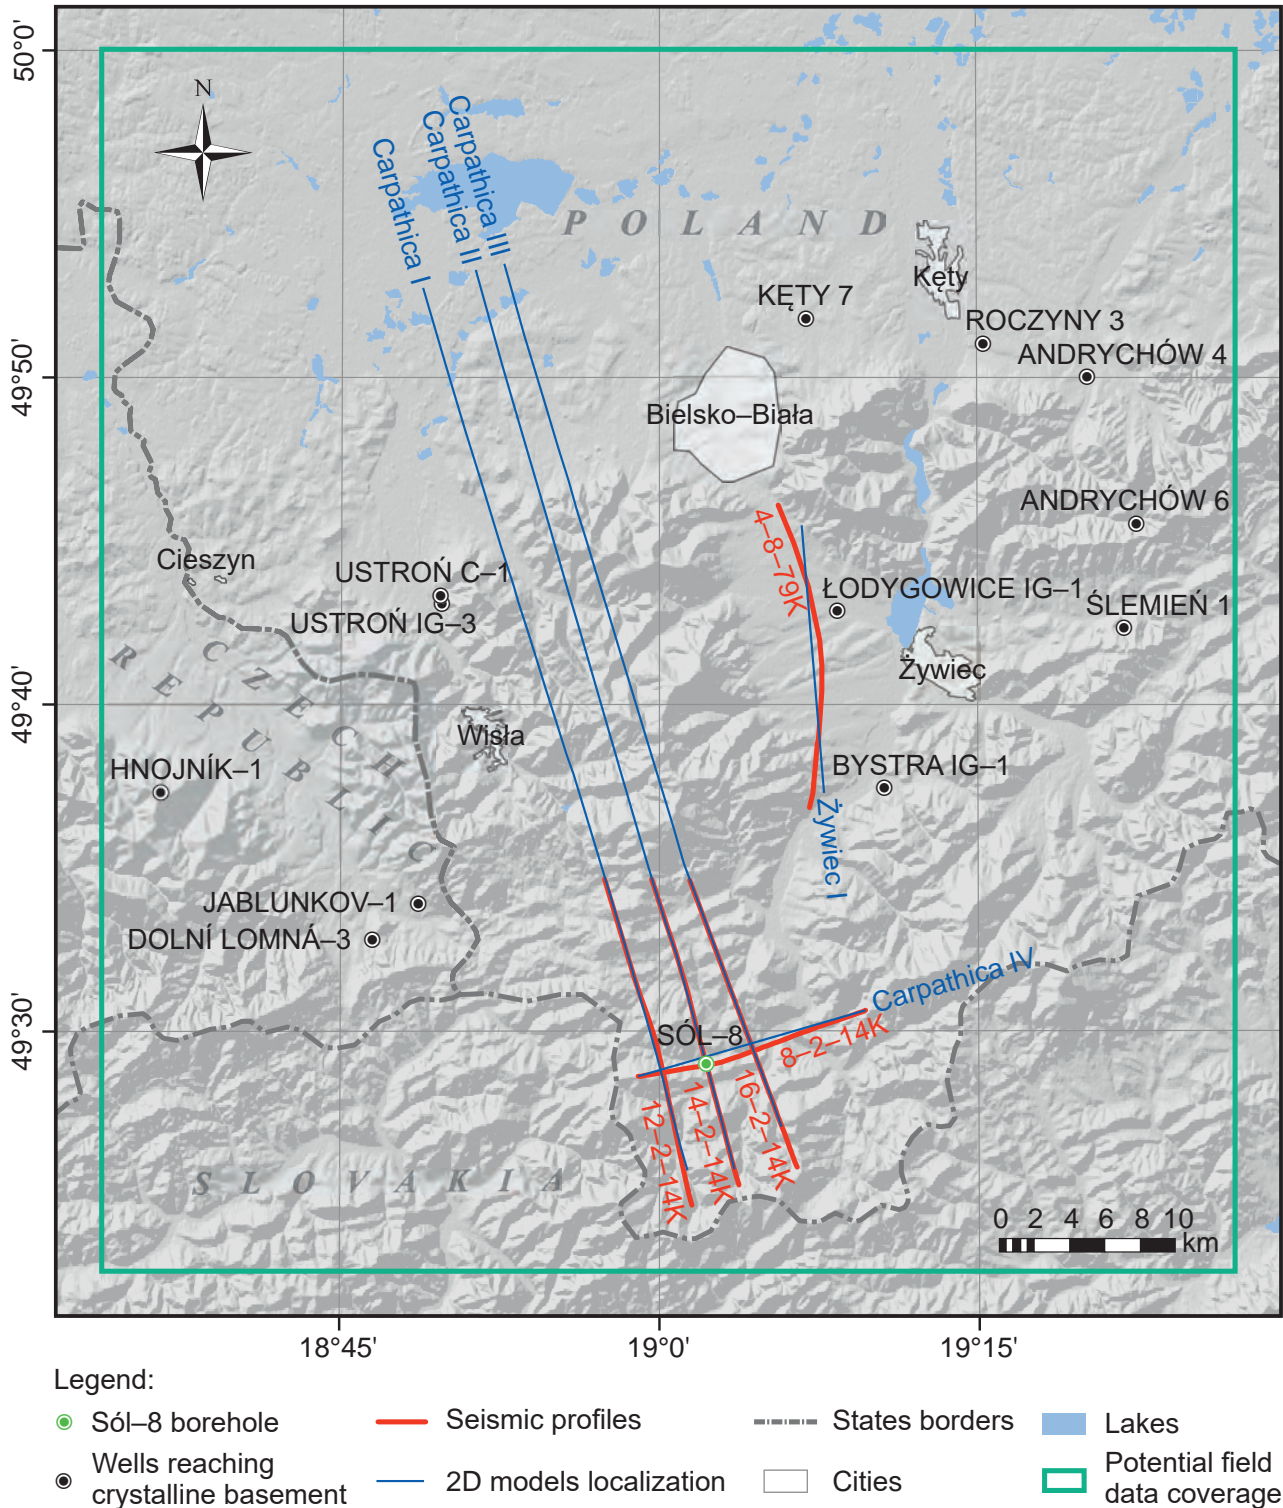 50°0'
49°50'
49°40'
49°30'
18°45'
19°0'
19°15'
N
Carpathica I
Carpathica II
Carpathica III
POLAND
Kęty
KĘTY 7
ROCZYNY 3
ANDRYCHÓW 4
Bielsko–Biała
ANDRYCHÓW 6
4–8–79K
Cieszyn
USTROŃ C–1
USTROŃ IG–3
ŁODYGOWICE IG–1
ŚLEMIEŃ 1
Żywiec
CZECH
REPUBLIC
Wisła
HNOJNÍK–1
BYSTRA IG–1
Żywiec I
JABLUNKOV–1
DOLNÍ LOMNÁ–3
Carpathica IV
SÓL–8
8–2–14K
12–2–14K
14–2–14K
16–2–14K
SLOVAKIA
0 2 4 6 8 10
km
Legend:
Sól–8 borehole
Wells reaching
crystalline basement
Seismic profiles
2D models localization
States borders
Cities
Lakes
Potential field
data coverage